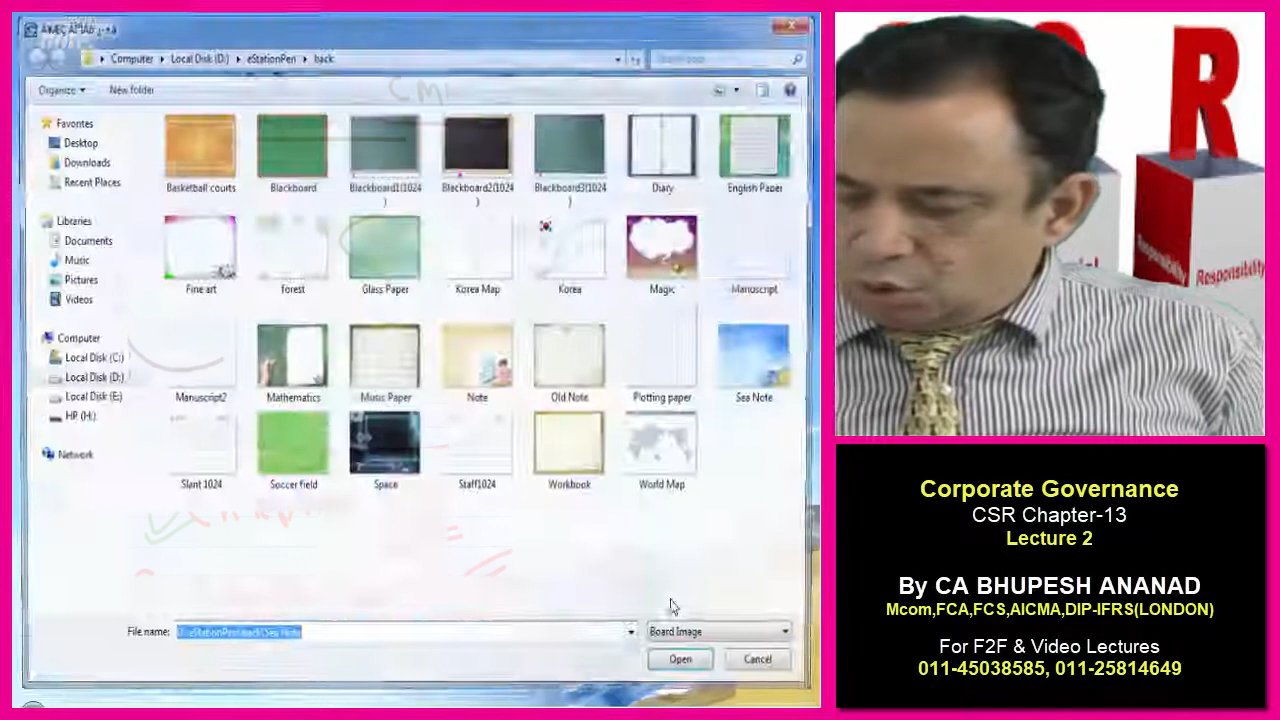 Computer ▸ Local Disk (D:) ▸ eStationPen ▸ back
Organize New folder
CM
Favorites
Desktop
Downloads
Recent Places
Libraries
Documents
Music
Pictures
Videos
Computer
Local Disk (C:)
Local Disk (D:)
Local Disk (E:)
HP (H:)
Network
Basketball courts Blackboard Blackboard1(1024) Blackboard2(1024) Blackboard3(1024) Diary English Paper
Fine art forest Glass Paper Korea Map Korea Magic Manuscript
Manuscript2 Mathematics Music Paper Note Old Note Plotting paper Sea Note
Slant 1024 Soccer field Space Staff1024 Workbook World Map
File name: Board Image
Open Cancel
R
Responsibility
Responsibility
Corporate Governance
CSR Chapter-13
Lecture 2
By CA BHUPESH ANANAD
Mcom,FCA,FCS,AICMA,DIP-IFRS(LONDON)
For F2F & Video Lectures
011-45038585, 011-25814649